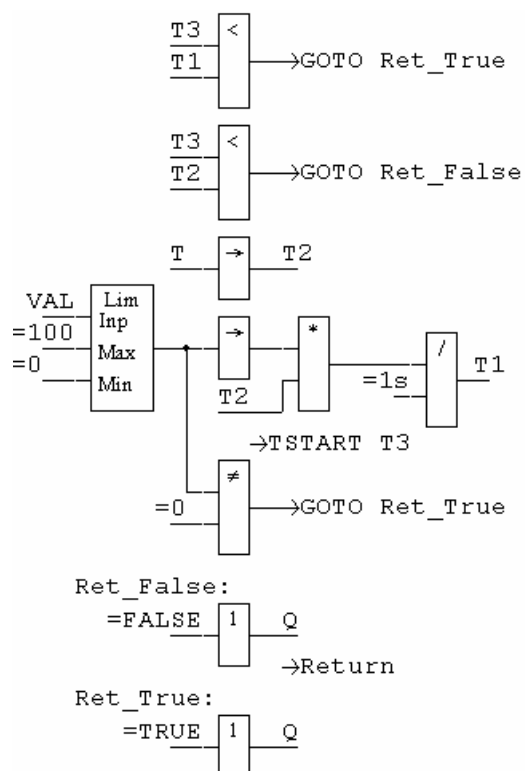 T3 <
T1 →GOTO Ret_True
T3 <
T2 →GOTO Ret_False
T → T2
VAL Lim
Inp → * /
=100 Max T1
=0 Min =1s
T2
→TSTART T3
≠
=0 →GOTO Ret_True
Ret_False:
=FALSE 1 Q
→Return
Ret_True:
=TRUE 1 Q